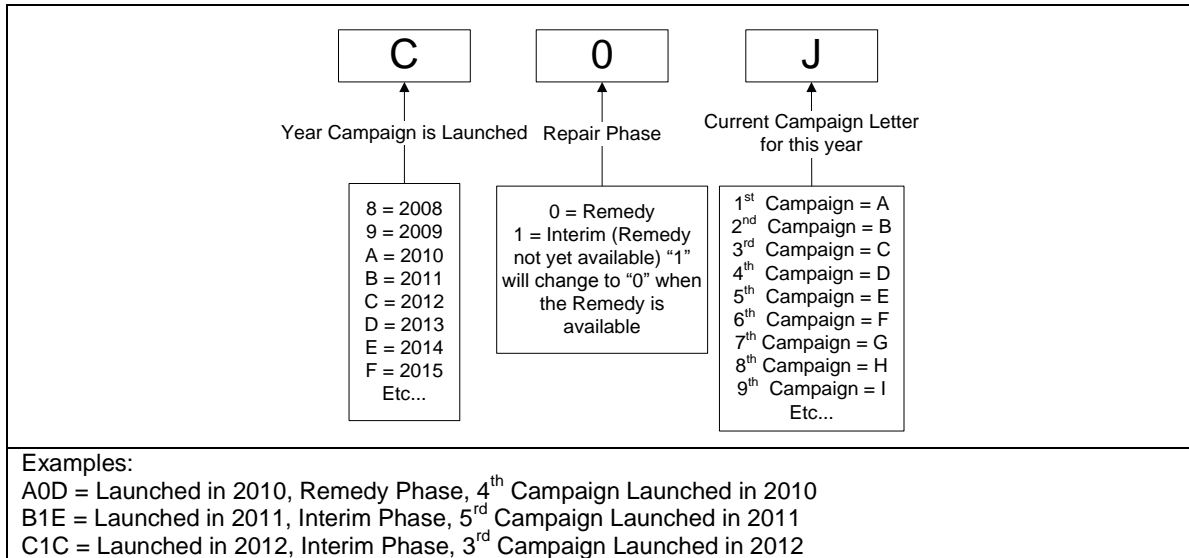 C 0 J
Year Campaign is Launched
Repair Phase
Current Campaign Letter
for this year
8 = 2008
9 = 2009
A = 2010
B = 2011
C = 2012
D = 2013
E = 2014
F = 2015
Etc...
0 = Remedy
1 = Interim (Remedy
not yet available) “1”
will change to “0” when
the Remedy is
available
1st Campaign = A
2nd Campaign = B
3rd Campaign = C
4th Campaign = D
5th Campaign = E
6th Campaign = F
7th Campaign = G
8th Campaign = H
9th Campaign = I
Etc...
Examples:
A0D = Launched in 2010, Remedy Phase, 4th Campaign Launched in 2010
B1E = Launched in 2011, Interim Phase, 5rd Campaign Launched in 2011
C1C = Launched in 2012, Interim Phase, 3rd Campaign Launched in 2012